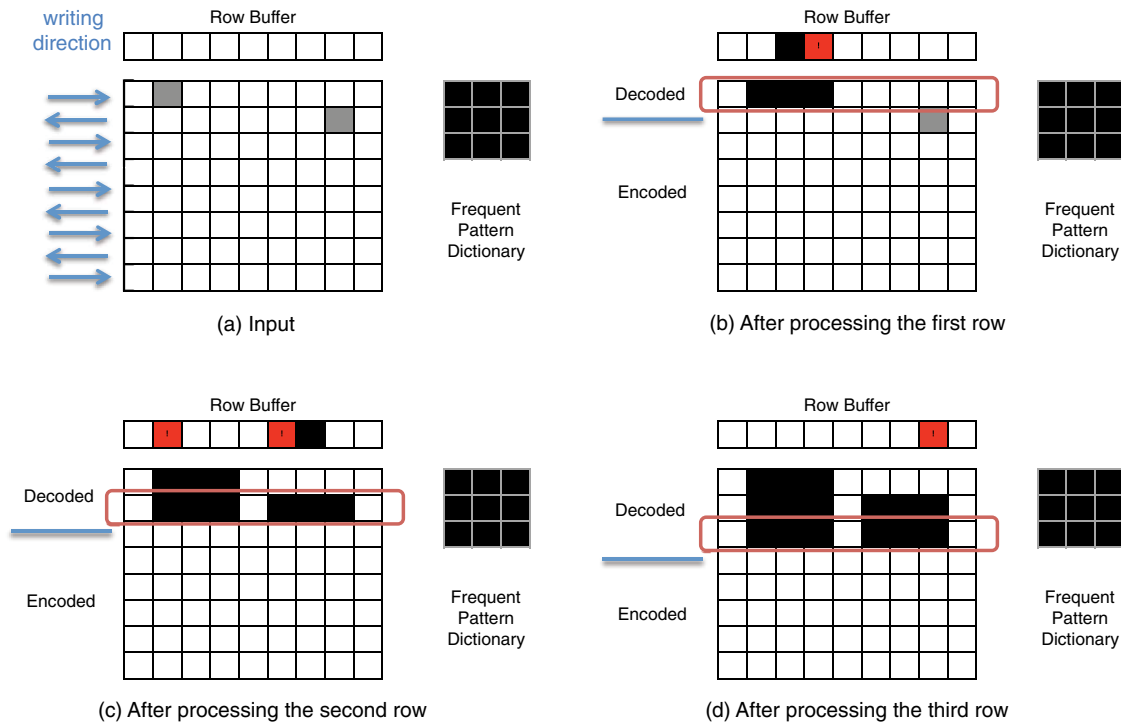 writing
direction
Row Buffer
Frequent
Pattern
Dictionary
(a) Input
Row Buffer
Decoded
Encoded
Frequent
Pattern
Dictionary
(b) After processing the first row
Row Buffer
Decoded
Encoded
Frequent
Pattern
Dictionary
(c) After processing the second row
Row Buffer
Decoded
Encoded
Frequent
Pattern
Dictionary
(d) After processing the third row